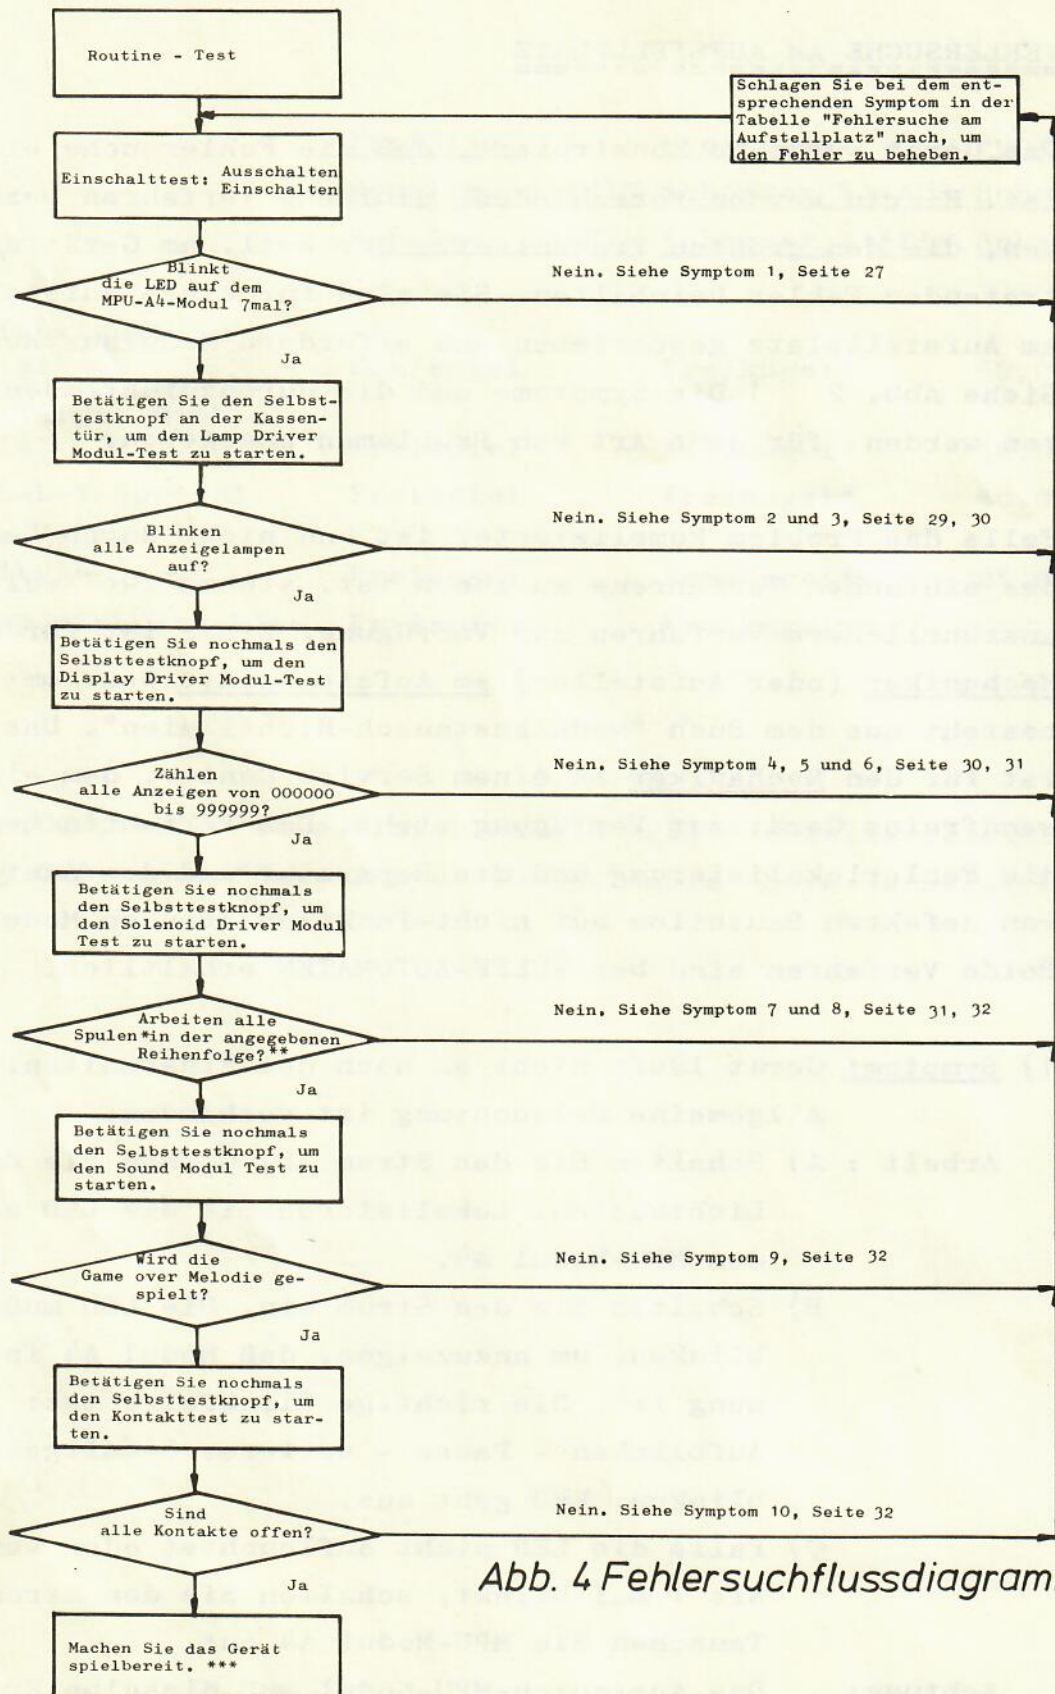 Routine - Test
Schlagen Sie bei dem ent-
sprechenden Symptom in der
Tabelle "Fehlersuche am
Aufstellplatz" nach, um
den Fehler zu beheben.
Einschalttest: Ausschalten
Einschalten
Blinkt
die LED auf dem
MPU-A4-Modul 7mal?
Nein. Siehe Symptom 1, Seite 27
Ja
Betätigen Sie den Selbst-
testknopf an der Kassen-
tür, um den Lamp Driver
Modul-Test zu starten.
Blinken
alle Anzeigelampen
auf?
Nein. Siehe Symptom 2 und 3, Seite 29, 30
Ja
Betätigen Sie nochmals den
Selbsttestknopf, um den
Display Driver Modul-Test
zu starten.
Zählen
alle Anzeigen von 000000
bis 999999?
Nein. Siehe Symptom 4, 5 und 6, Seite 30, 31
Ja
Betätigen Sie nochmals
den Selbsttestknopf, um
den Solenoid Driver Modul
Test zu starten.
Arbeiten alle
Spulen*in der angegebenen
Reihenfolge?**
Nein. Siehe Symptom 7 und 8, Seite 31, 32
Ja
Betätigen Sie nochmals
den Selbsttestknopf, um
den Sound Modul Test zu
starten.
Wird die
Game over Melodie ge-
spielt?
Nein. Siehe Symptom 9, Seite 32
Ja
Betätigen Sie nochmals
den Selbsttestknopf, um
den Kontakttest zu star-
ten.
Sind
alle Kontakte offen?
Nein. Siehe Symptom 10, Seite 32
Ja
Abb. 4 Fehlersuchflussdiagram
Machen Sie das Gerät
spielbereit. ***